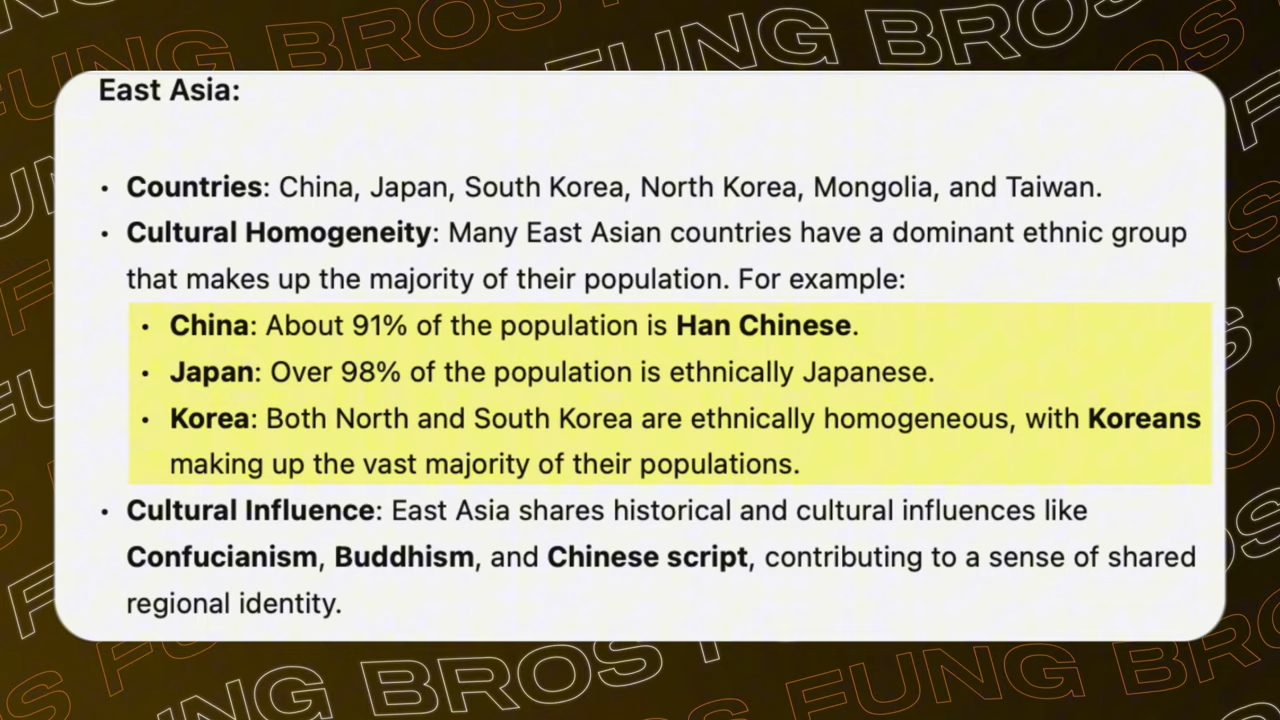 FUNG BROS FUNG BROS
East Asia:
• Countries: China, Japan, South Korea, North Korea, Mongolia, and Taiwan.
• Cultural Homogeneity: Many East Asian countries have a dominant ethnic group
that makes up the majority of their population. For example:
• China: About 91% of the population is Han Chinese.
• Japan: Over 98% of the population is ethnically Japanese.
• Korea: Both North and South Korea are ethnically homogeneous, with Koreans
making up the vast majority of their populations.
• Cultural Influence: East Asia shares historical and cultural influences like
Confucianism, Buddhism, and Chinese script, contributing to a sense of shared
regional identity.
FUNG BROS FUNG BROS